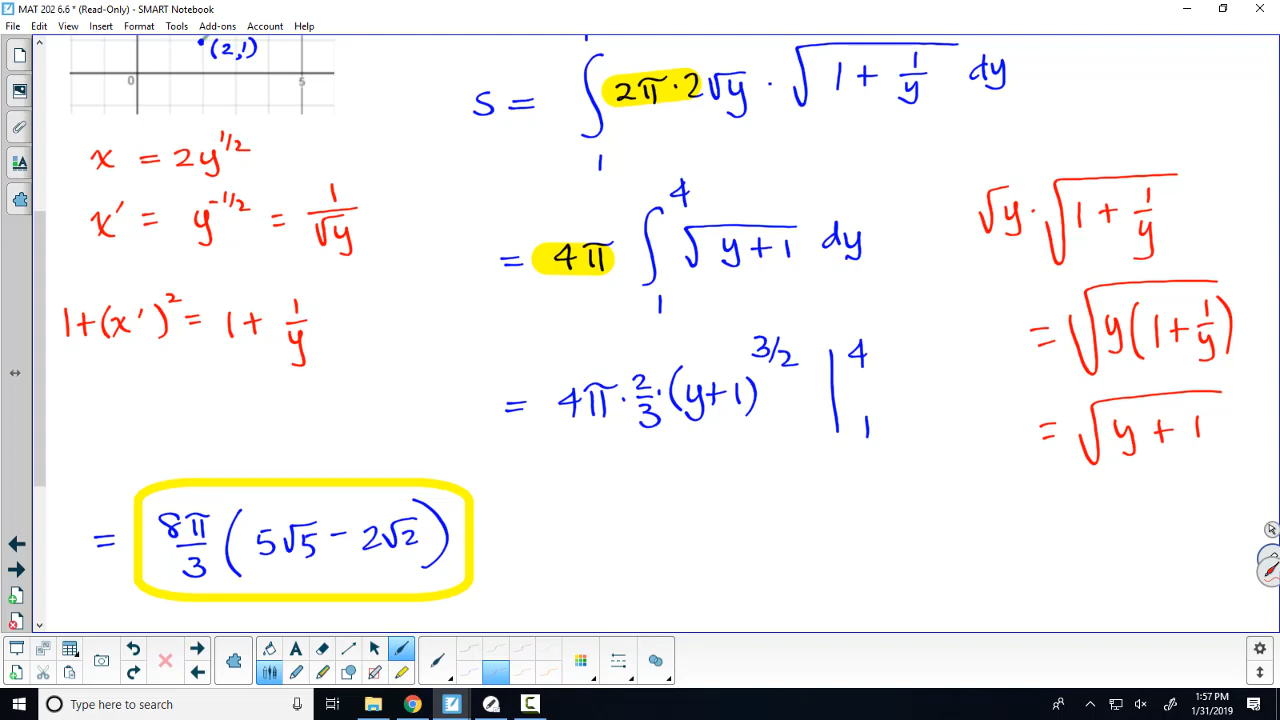 MAT 202 6.6 * (Read-Only) — SMART Notebook
File Edit View Insert Format Tools Add-ons Account Help
(2,1)
0 5
x = 2y^{1/2}
x' = y^{-1/2} = 1/√y
1+(x')² = 1 + 1/y
S = ∫_1 2π·2√y · √(1 + 1/y) dy
= 4π ∫_1^4 √(y+1) dy
= 4π · 2/3 · (y+1)^{3/2} |_1^4
= 8π/3 (5√5 − 2√2)
√y · √(1 + 1/y)
= √(y(1 + 1/y))
= √(y + 1)
Type here to search
1:57 PM
1/31/2019